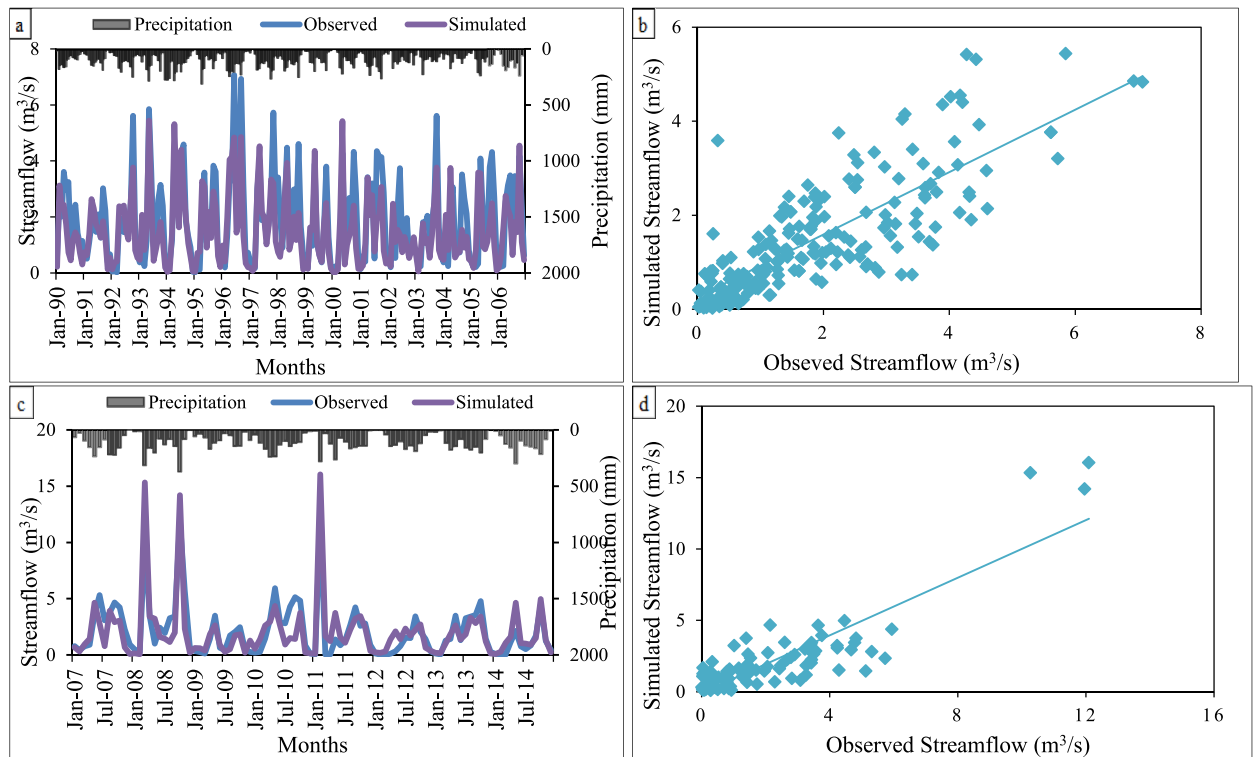 a
Precipitation Observed Simulated
8 0
6 500
4 1000
2 1500
0 2000
Streamflow (m³/s)
Precipitation (mm)
Jan-90 Jan-91 Jan-92 Jan-93 Jan-94 Jan-95 Jan-96 Jan-97 Jan-98 Jan-99 Jan-00 Jan-01 Jan-02 Jan-03 Jan-04 Jan-05 Jan-06
Months
b
6
4
2
0
Simulated Streamflow (m³/s)
0 2 4 6 8
Obseved Streamflow (m³/s)
c
Precipitation Observed Simulated
20 0
15 500
10 1000
5 1500
0 2000
Streamflow (m³/s)
Precipitation (mm)
Jan-07 Jul-07 Jan-08 Jul-08 Jan-09 Jul-09 Jan-10 Jul-10 Jan-11 Jul-11 Jan-12 Jul-12 Jan-13 Jul-13 Jan-14 Jul-14
Months
d
20
15
10
5
0
Simulated Streamflow (m³/s)
0 4 8 12 16
Observed Streamflow (m³/s)